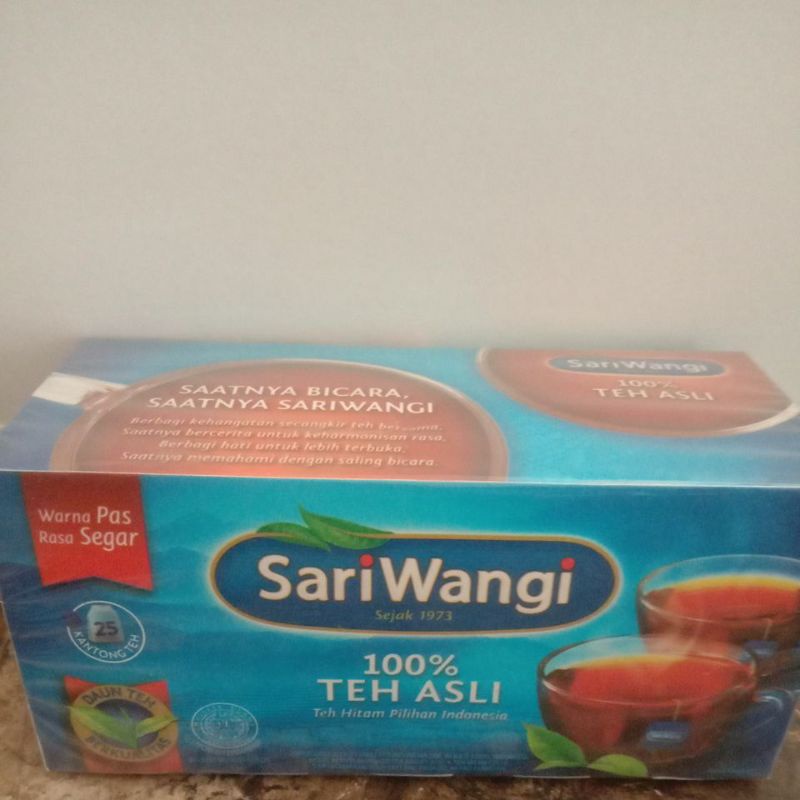 SAATNYA BICARA,
SAATNYA SARIWANGI
Berbagi kehangatan secangkir teh bersama.
Saatnya bercerita untuk keharmonisan rasa.
Berbagi hati untuk lebih terbuka.
Saatnya memahami dengan saling bicara.
SariWangi
100%
TEH ASLI
Warna Pas
Rasa Segar
SariWangi
Sejak 1973
25
KANTONG TEH
100%
TEH ASLI
Teh Hitam Pilihan Indonesia
DAUN TEH
BERKUALITAS